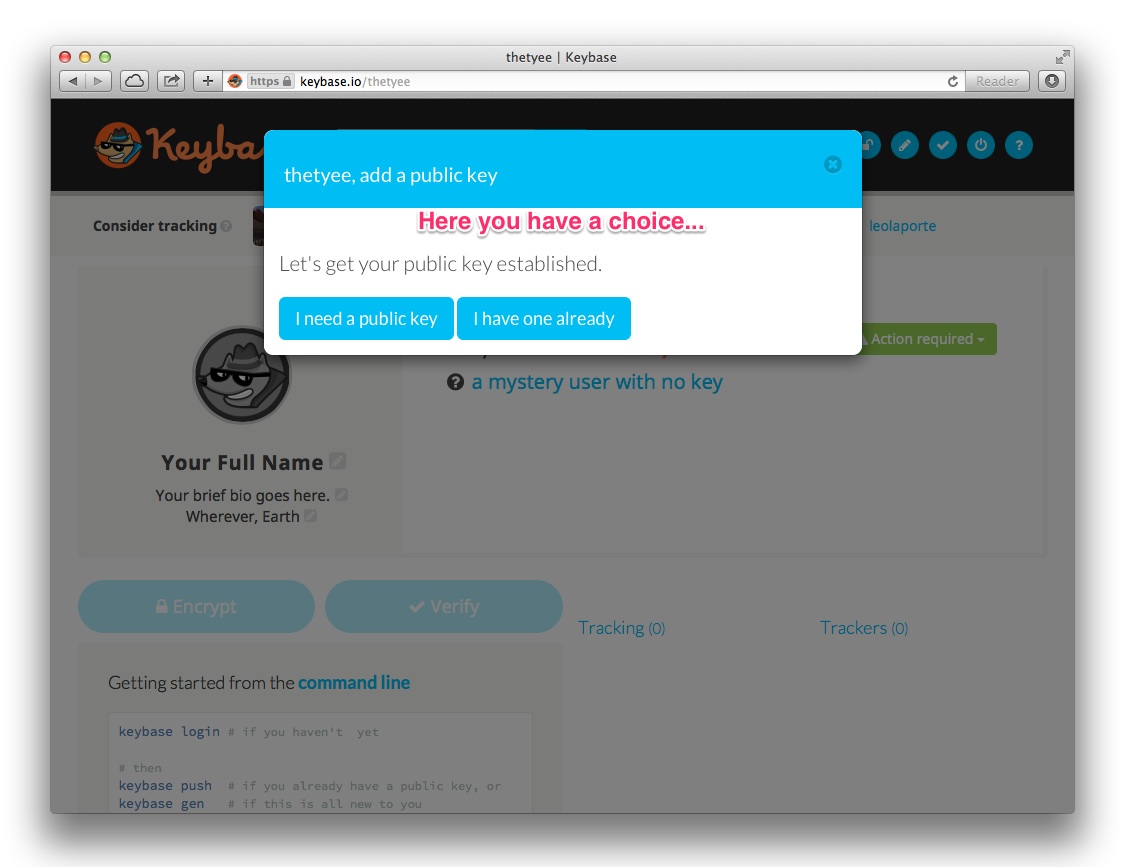 thetyee | Keybase
https keybase.io/thetyee
Reader
Keyba
thetyee, add a public key
Here you have a choice...
Consider tracking
leolaporte
Let's get your public key established.
I need a public key I have one already
Action required
a mystery user with no key
Your Full Name
Your brief bio goes here.
Wherever, Earth
Encrypt Verify
Tracking (0) Trackers (0)
Getting started from the command line
keybase login # if you haven't yet
# then
keybase push # if you already have a public key, or
keybase gen # if this is all new to you